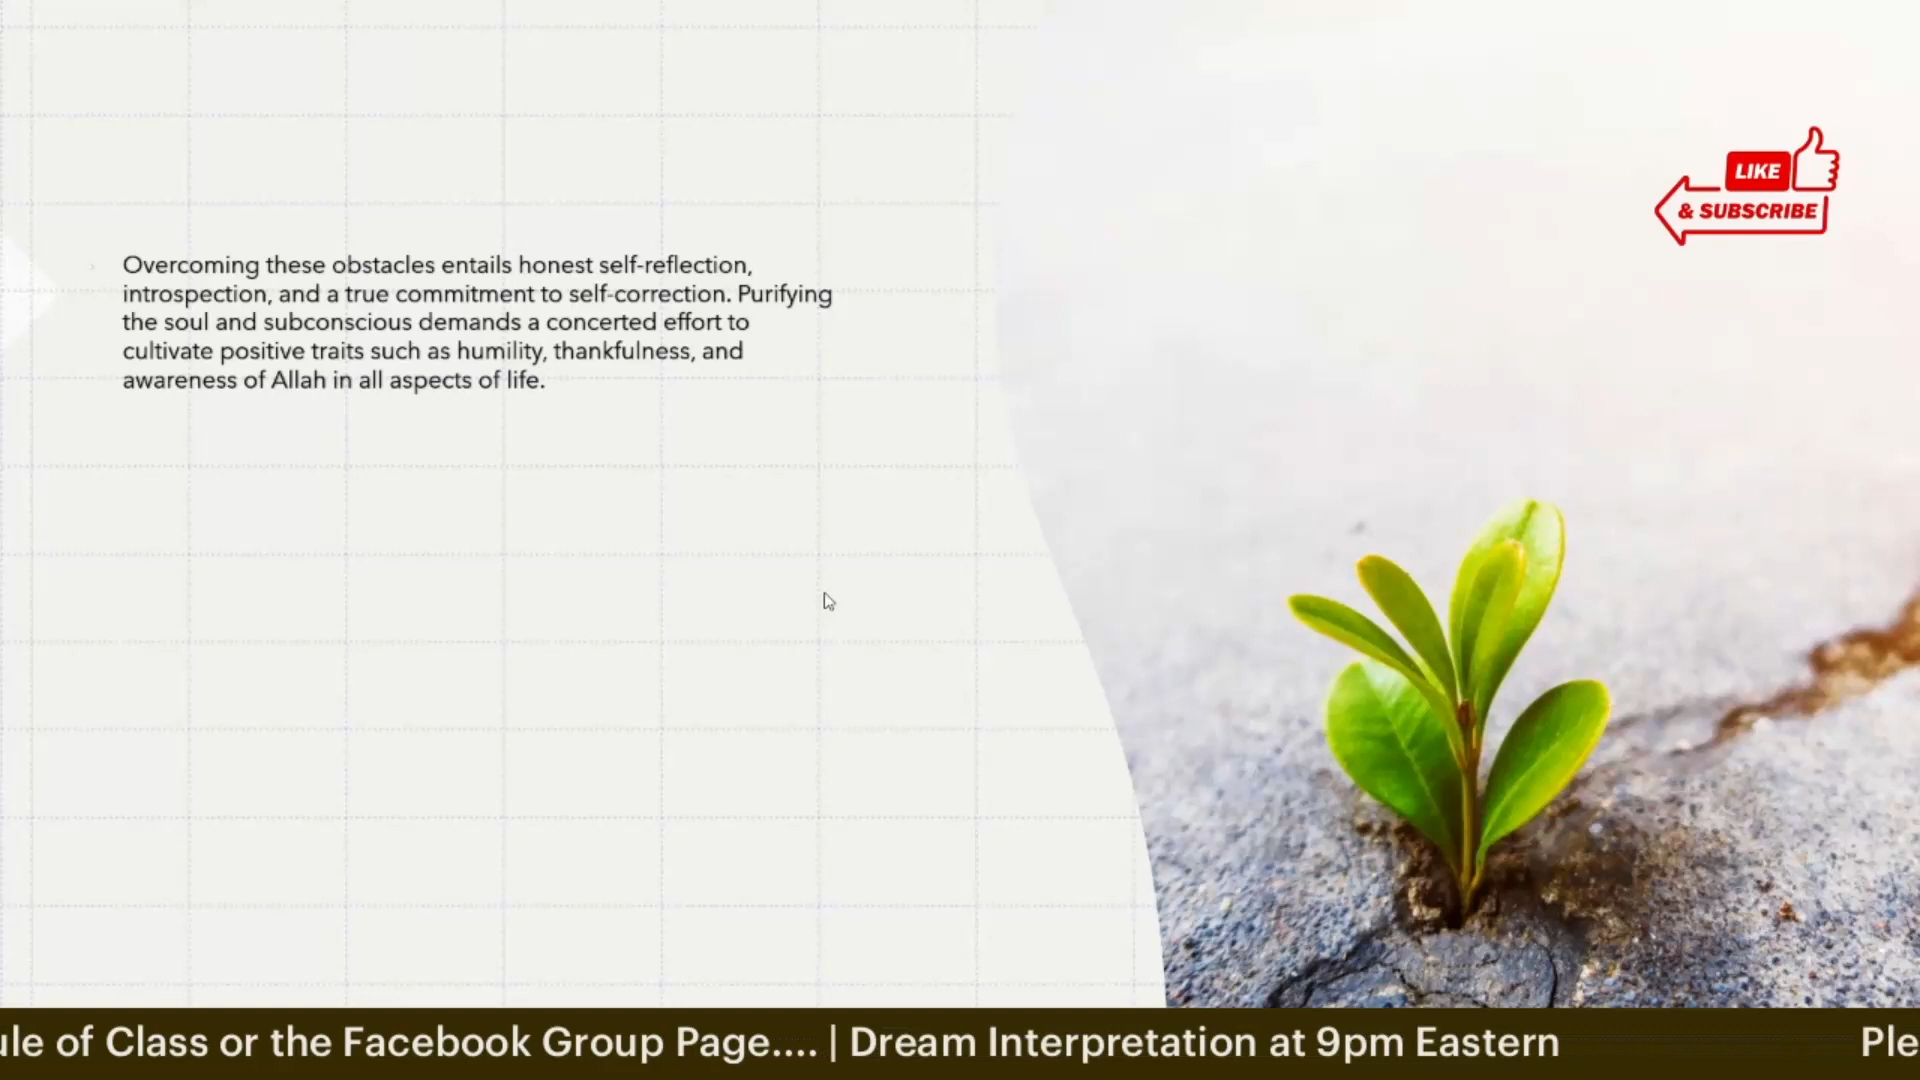 LIKE
& SUBSCRIBE
Overcoming these obstacles entails honest self-reflection,
introspection, and a true commitment to self-correction. Purifying
the soul and subconscious demands a concerted effort to
cultivate positive traits such as humility, thankfulness, and
awareness of Allah in all aspects of life.
ule of Class or the Facebook Group Page.... | Dream Interpretation at 9pm Eastern Ple